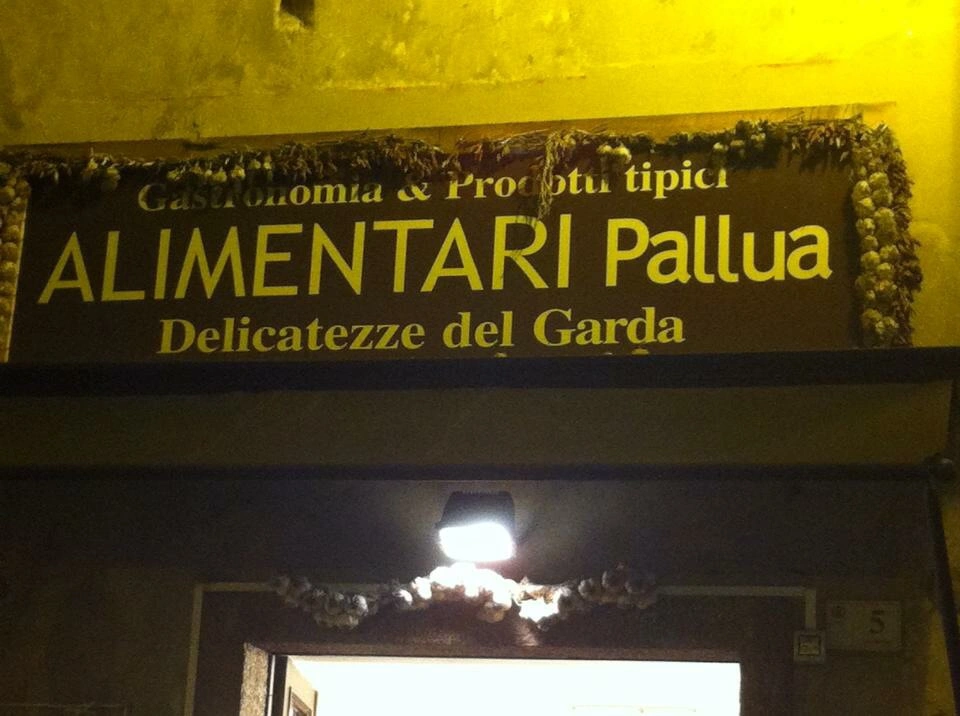 Gastronomia & Prodotti tipici
ALIMENTARI Pallua
Delicatezze del Garda
5